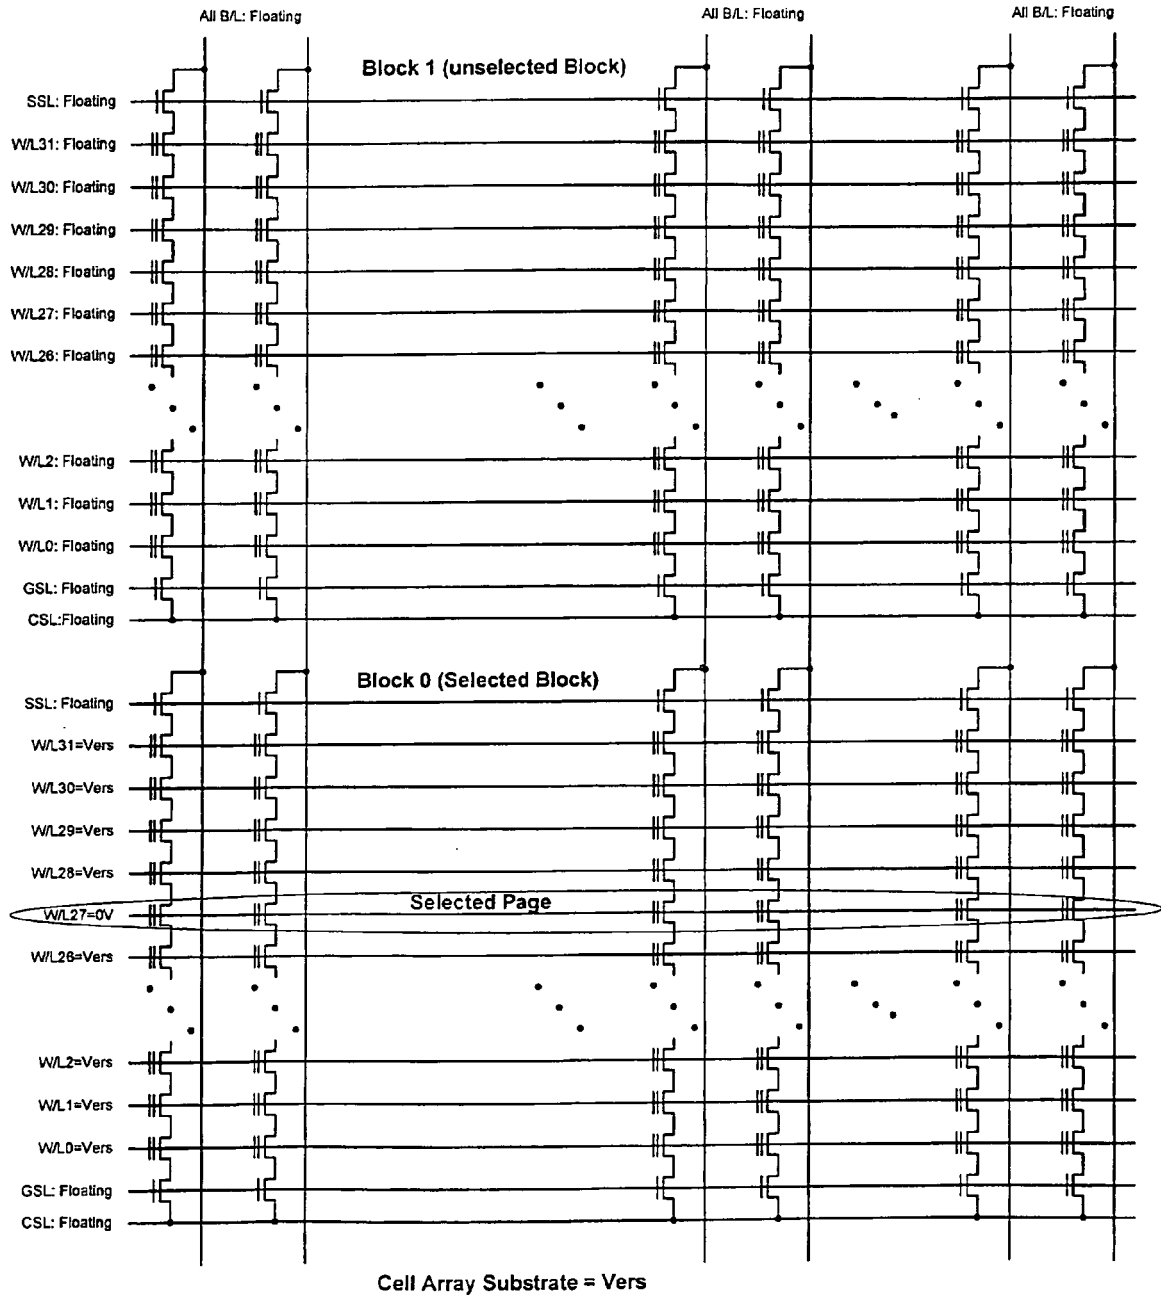 All B/L: Floating All B/L: Floating All B/L: Floating
Block 1 (unselected Block)
SSL: Floating
W/L31: Floating
W/L30: Floating
W/L29: Floating
W/L28: Floating
W/L27: Floating
W/L26: Floating
W/L2: Floating
W/L1: Floating
W/L0: Floating
GSL: Floating
CSL:Floating
Block 0 (Selected Block)
SSL: Floating
W/L31=Vers
W/L30=Vers
W/L29=Vers
W/L28=Vers
Selected Page
W/L27=0V
W/L26=Vers
W/L2=Vers
W/L1=Vers
W/L0=Vers
GSL: Floating
CSL: Floating
Cell Array Substrate = Vers